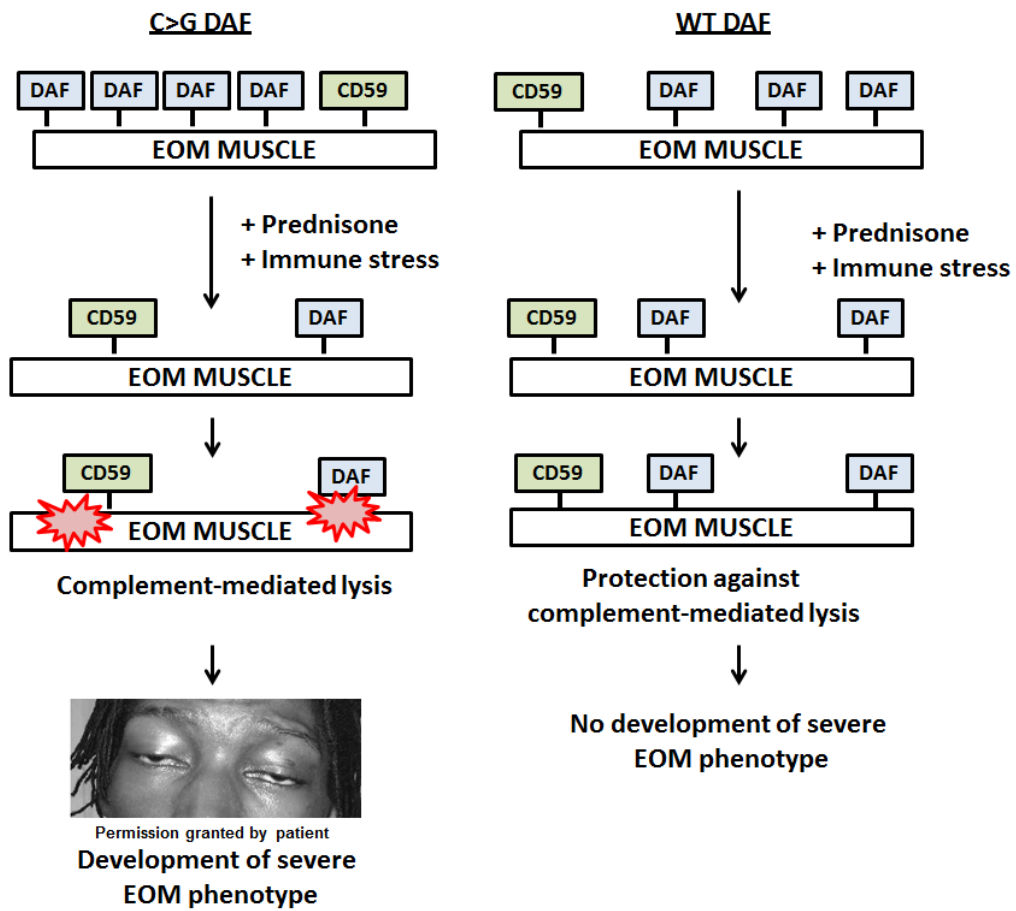 C>G DAF
DAF DAF DAF DAF CD59
EOM MUSCLE
+ Prednisone
+ Immune stress
CD59 DAF
EOM MUSCLE
CD59 DAF
EOM MUSCLE
Complement-mediated lysis
Permission granted by patient
Development of severe
EOM phenotype
WT DAF
CD59 DAF DAF DAF
EOM MUSCLE
+ Prednisone
+ Immune stress
CD59 DAF DAF
EOM MUSCLE
CD59 DAF DAF
EOM MUSCLE
Protection against
complement-mediated lysis
No development of severe
EOM phenotype